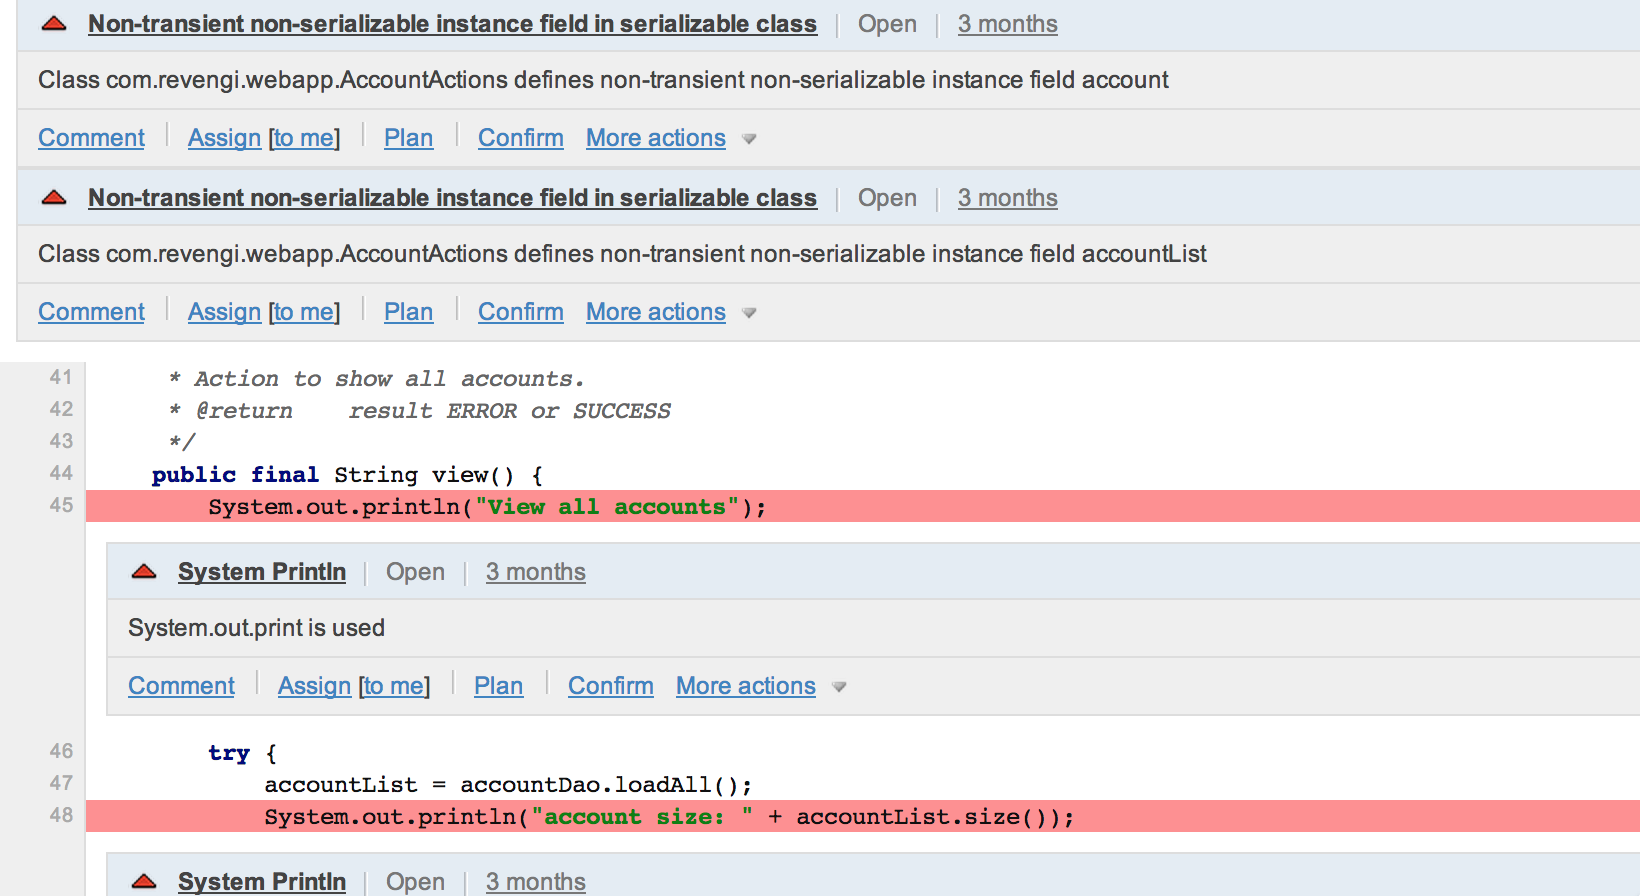 Non-transient non-serializable instance field in serializable class Open 3 months
Class com.revengi.webapp.AccountActions defines non-transient non-serializable instance field account
Comment Assign [to me] Plan Confirm More actions
Non-transient non-serializable instance field in serializable class Open 3 months
Class com.revengi.webapp.AccountActions defines non-transient non-serializable instance field accountList
Comment Assign [to me] Plan Confirm More actions
41 * Action to show all accounts.
42 * @return result ERROR or SUCCESS
43 */
44 public final String view() {
45 System.out.println("View all accounts");
System Println Open 3 months
System.out.print is used
Comment Assign [to me] Plan Confirm More actions
46 try {
47 accountList = accountDao.loadAll();
48 System.out.println("account size: " + accountList.size());
System Println Open 3 months